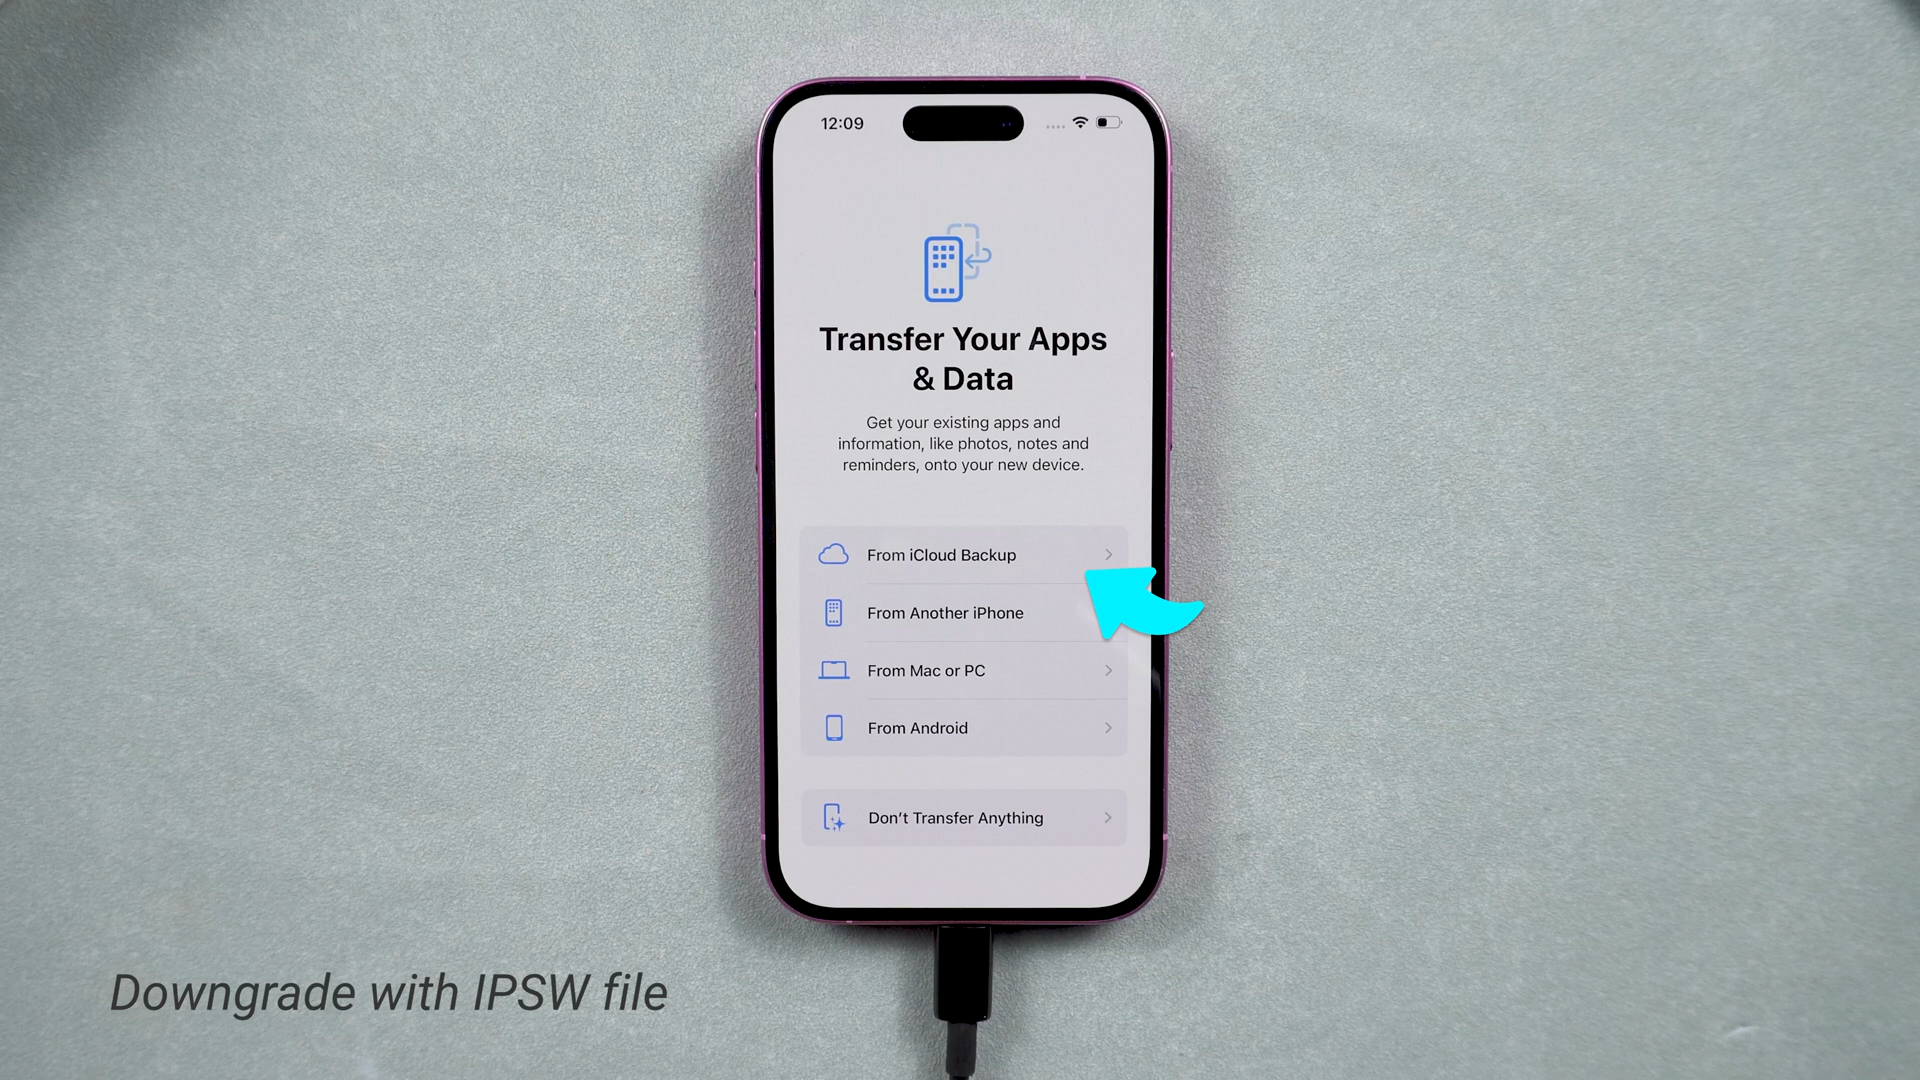 12:09
Transfer Your Apps
& Data
Get your existing apps and
information, like photos, notes and
reminders, onto your new device.
From iCloud Backup
From Another iPhone
From Mac or PC
From Android
Don't Transfer Anything
Downgrade with IPSW file